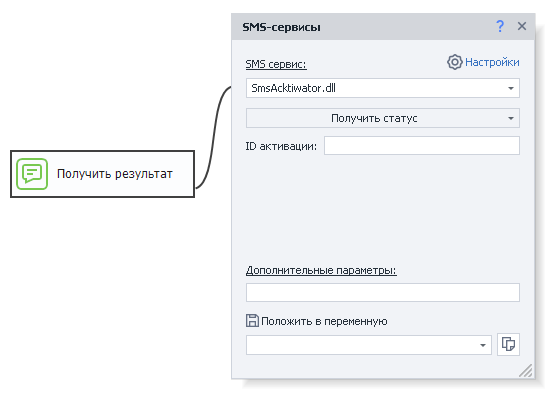 SMS-сервисы
?
SMS сервис:
Настройки
SmsAcktiwator.dll
Получить статус
ID активации:
Получить результат
Дополнительные параметры:
Положить в переменную